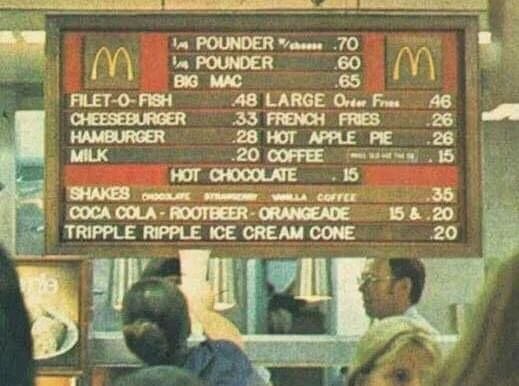 1/4 POUNDER W/cheese .70
1/4 POUNDER .60
BIG MAC .65
FILET-O-FISH .48 LARGE Order Fries .46
CHEESEBURGER .33 FRENCH FRIES .26
HAMBURGER .28 HOT APPLE PIE .26
MILK .20 COFFEE .15
HOT CHOCOLATE .15
SHAKES CHOCOLATE STRAWBERRY VANILLA COFFEE .35
COCA COLA - ROOTBEER - ORANGEADE 15 & .20
TRIPPLE RIPPLE ICE CREAM CONE .20